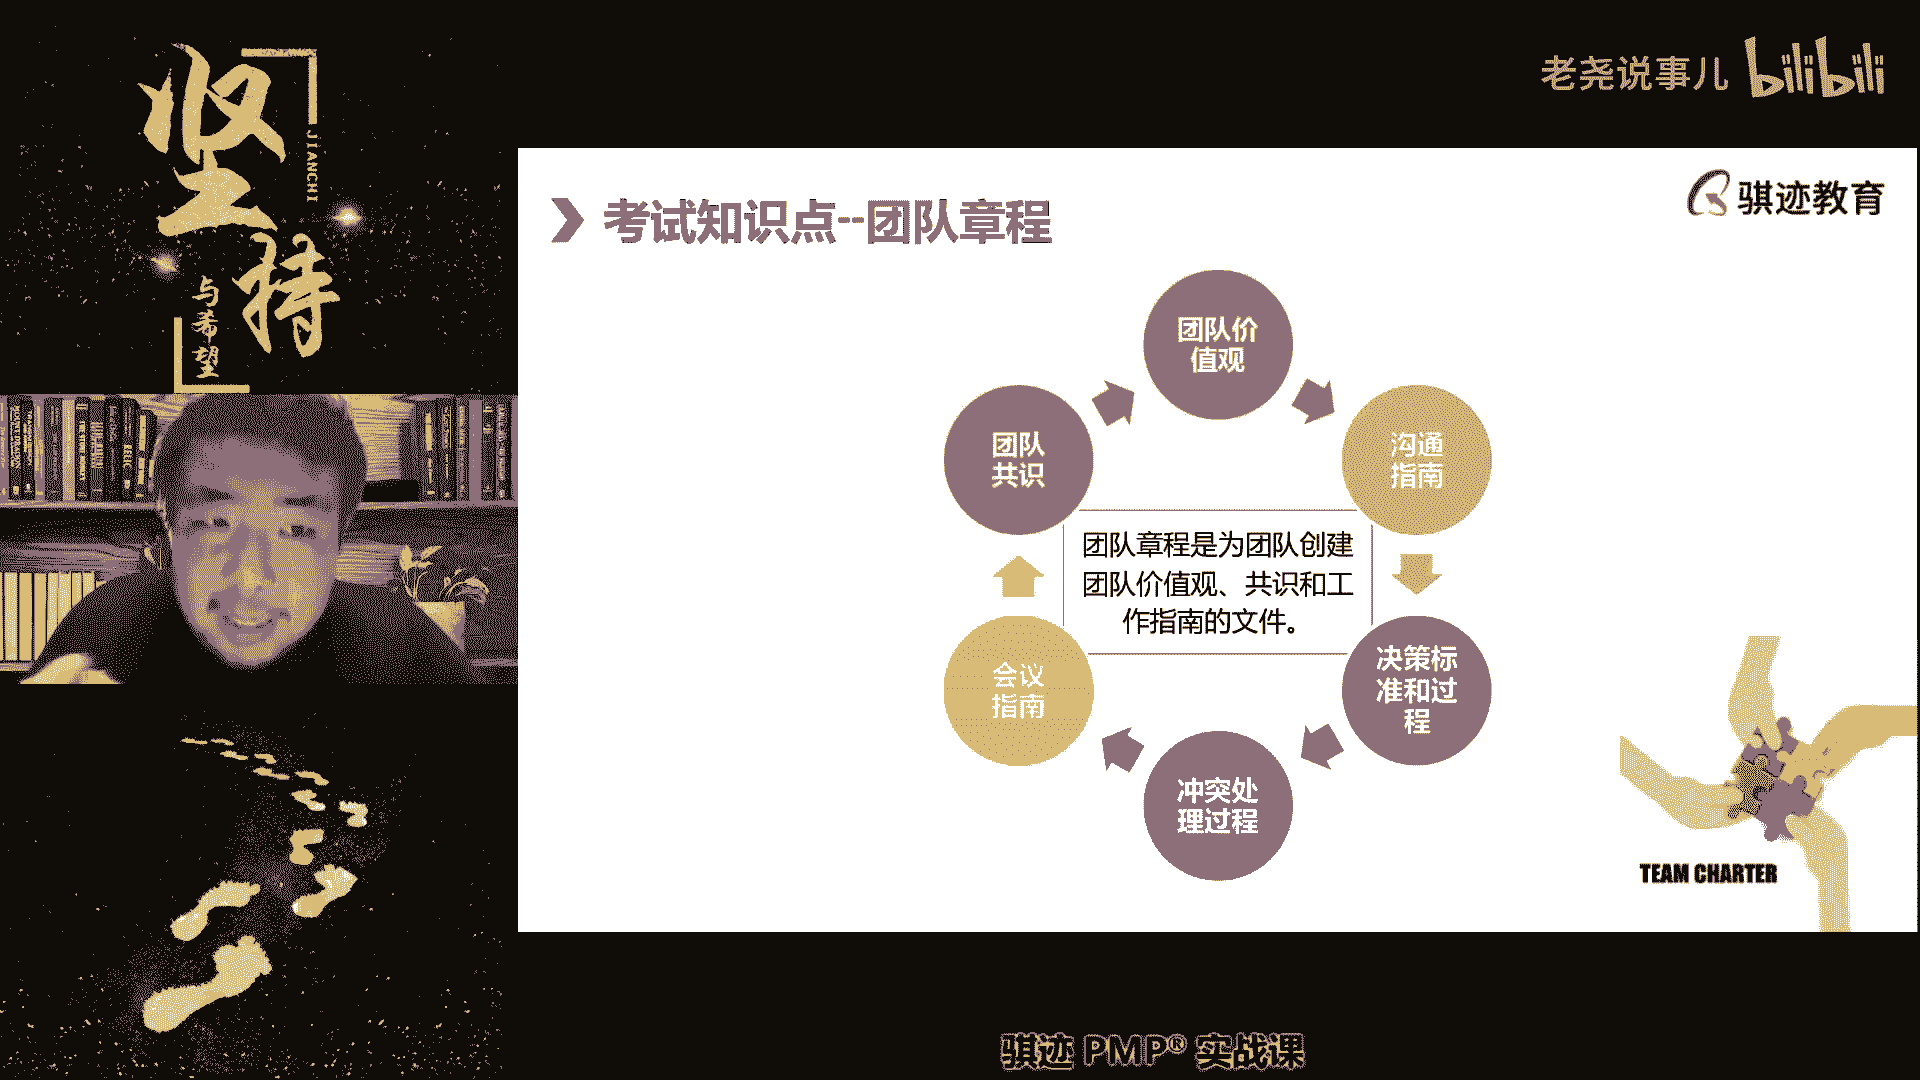 坚持
JIANCHI
与希望
老尧说事儿 bilibili
骐迹教育
考试知识点--团队章程
团队价
值观
团队
共识
沟通
指南
团队章程是为团队创建
团队价值观、共识和工
作指南的文件。
会议
指南
决策标
准和过
程
冲突处
理过程
TEAM CHARTER
骐迹 PMP® 实战课